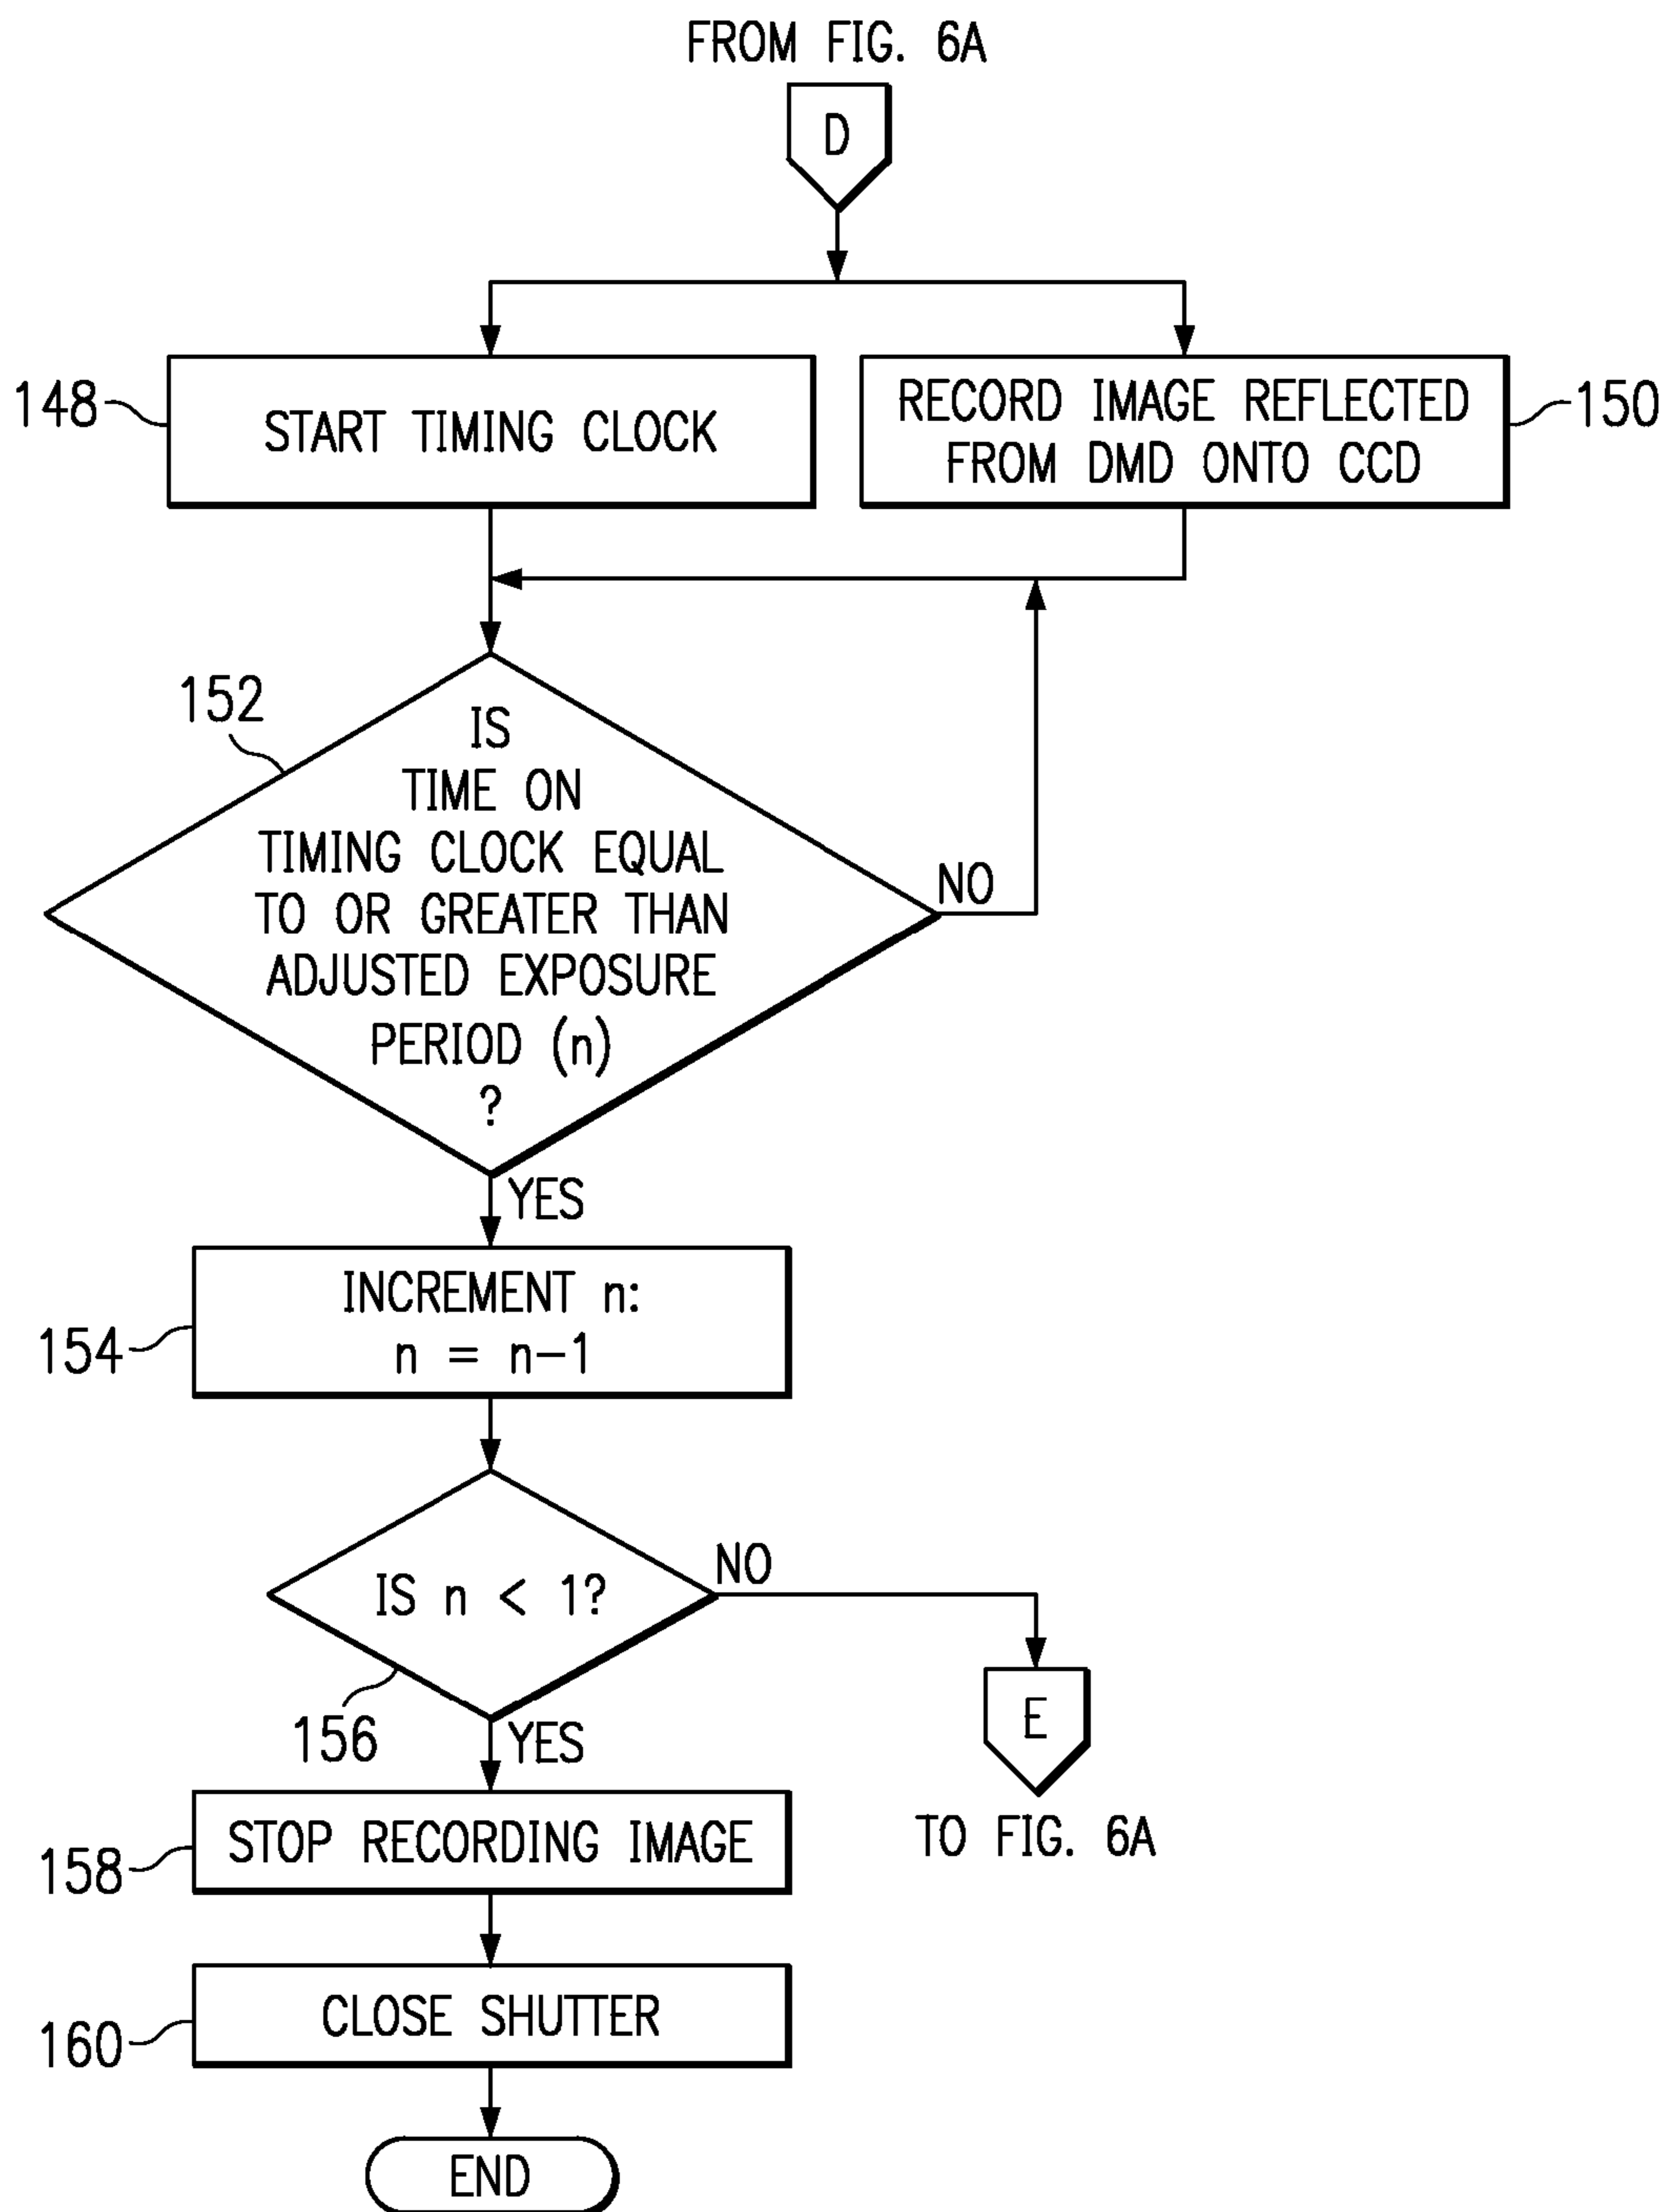 FROM FIG. 6A
D
148
START TIMING CLOCK
RECORD IMAGE REFLECTED
FROM DMD ONTO CCD
150
152
IS
TIME ON
TIMING CLOCK EQUAL
TO OR GREATER THAN
ADJUSTED EXPOSURE
PERIOD (n)
?
NO
YES
154
INCREMENT n:
n = n-1
IS n < 1?
NO
156
YES
E
TO FIG. 6A
158
STOP RECORDING IMAGE
160
CLOSE SHUTTER
END